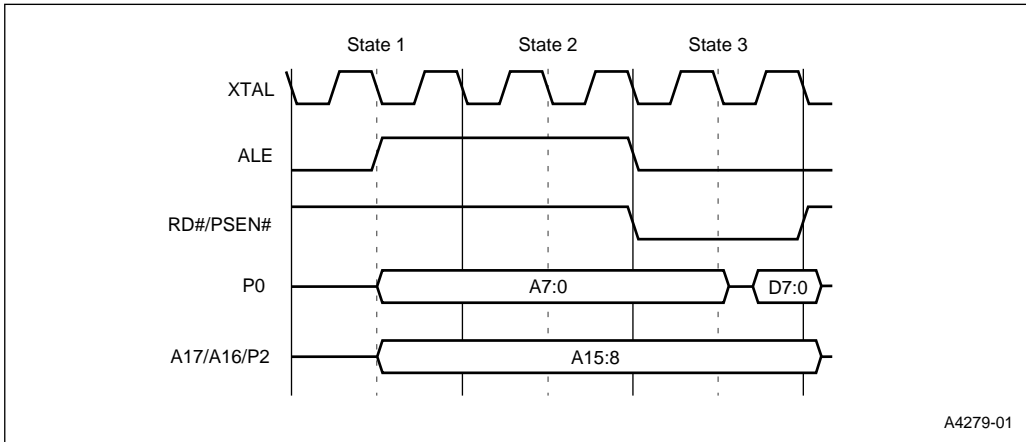 State 1 State 2 State 3
XTAL
ALE
RD#/PSEN#
P0 A7:0 D7:0
A17/A16/P2 A15:8
A4279-01